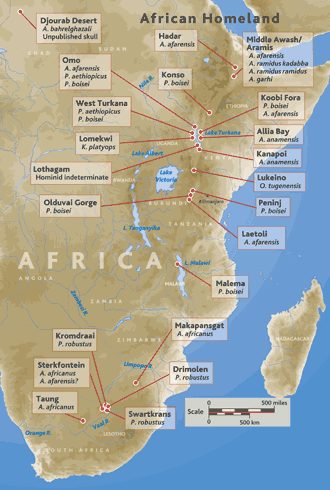 African Homeland
Djourab Desert
A. bahrelghazali
Unpublished skull
CHAD
SUDAN
Hadar
A. afarensis
Middle Awash/
Aramis
A. afarensis
A. ramidus kadabba
A. ramidus ramidus
A. garhi
Omo
A. afarensis
P. aethiopicus
P. boisei
Nile R.
Konso
P. boisei
ETHIOPIA
West Turkana
P. aethiopicus
P. boisei
Koobi Fora
P. boisei
A. afarensis
Lomekwi
K. platyops
Lake Turkana
Allia Bay
A. anamensis
UGANDA
Lake Albert
KENYA
Kanapoi
A. anamensis
Lothagam
Hominid indeterminate
RWANDA
Lake
Victoria
Lukeino
O. tugenensis
Olduvai Gorge
P. boisei
BURUNDI
Kilimanjaro
Peninj
P. boisei
TANZANIA
L. Tanganyika
Laetoli
A. afarensis
AFRICA
ANGOLA
L. Malawi
MALAWI
Malema
P. boisei
Zambezi R.
ZAMBIA
Makapansgat
A. africanus
Kromdraai
P. robustus
ZIMBABWE
MADAGASCAR
Sterkfontein
A. africanus
A. afarensis?
Limpopo R.
Drimolen
P. robustus
Taung
A. africanus
Swartkrans
P. robustus
Scale
0 500 miles
0 500 km
Vaal R.
Orange R.
LESOTHO
SOUTH AFRICA